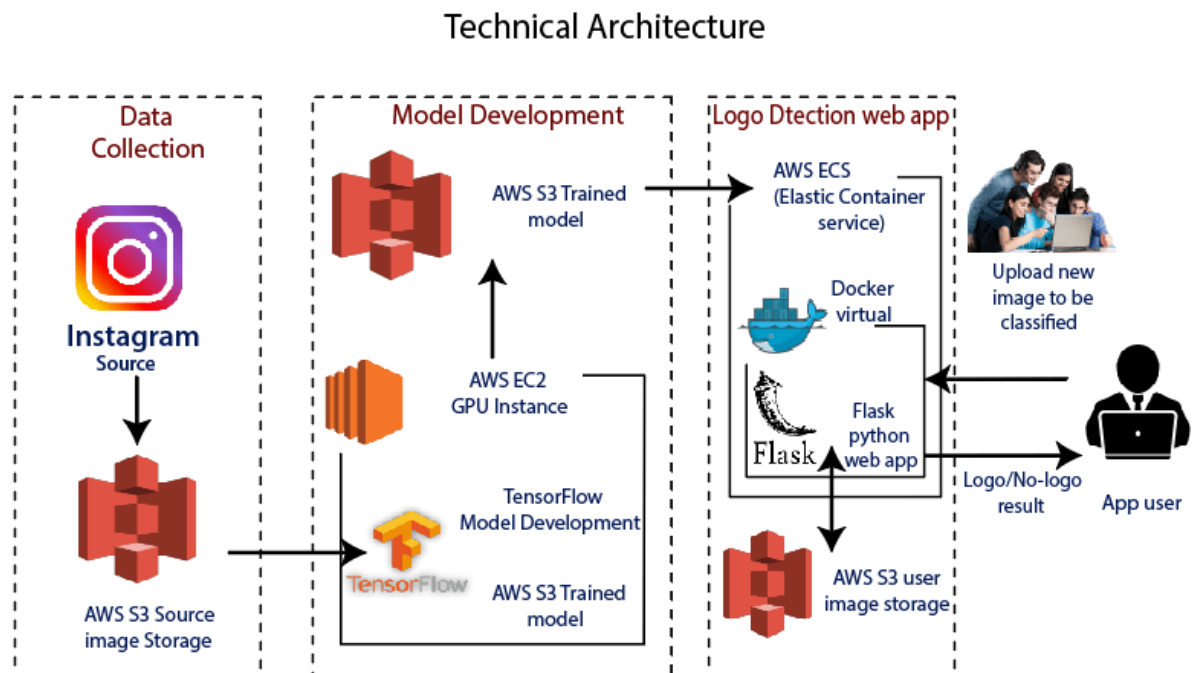 Technical Architecture
Data
Collection
Instagram
Source
AWS S3 Source
image Storage
Model Development
AWS S3 Trained
model
AWS EC2
GPU Instance
TensorFlow
Model Development
TensorFlow
AWS S3 Trained
model
Logo Dtection web app
AWS ECS
(Elastic Container
service)
Docker
virtual
Flask
Flask
python
web app
AWS S3 user
image storage
Upload new
image to be
classified
Logo/No-logo
result
App user